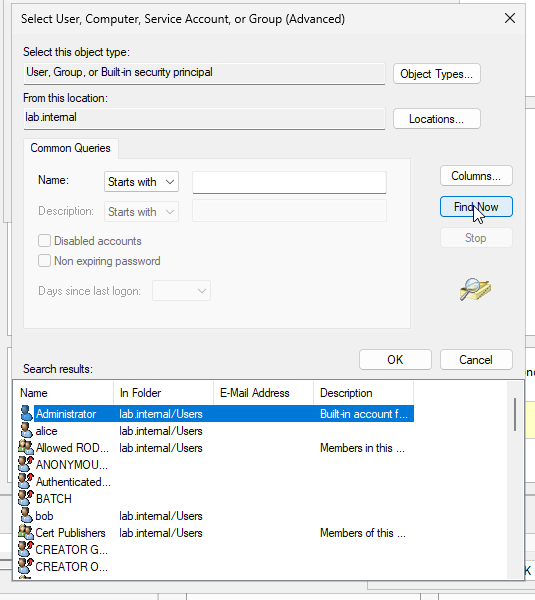 Select User, Computer, Service Account, or Group (Advanced)
Select this object type:
User, Group, or Built-in security principal
Object Types...
From this location:
lab.internal
Locations...
Common Queries
Name: Starts with
Columns...
Description: Starts with
Find Now
Disabled accounts
Stop
Non expiring password
Days since last logon:
OK Cancel
Search results:
Name In Folder E-Mail Address Description
Administrator lab.internal/Users Built-in account f...
alice lab.internal/Users
Allowed ROD... lab.internal/Users Members in this ...
ANONYMOU...
Authenticated...
BATCH
bob lab.internal/Users
Cert Publishers lab.internal/Users Members of this ...
CREATOR G...
CREATOR O...